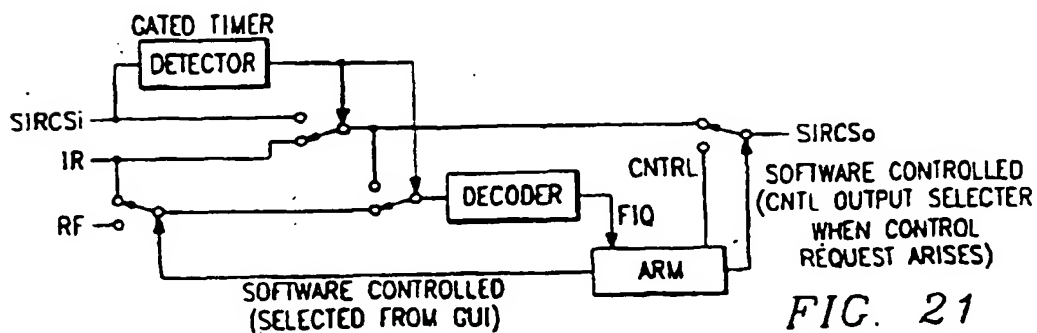 GATED TIMER
DETECTOR
SIRCSi
IR
RF
DECODER
FIQ
ARM
CNTRL
SIRCSo
SOFTWARE CONTROLLED
(CNTL OUTPUT SELECTER
WHEN CONTROL
REQUEST ARISES)
SOFTWARE CONTROLLED
(SELECTED FROM GUI)
FIG. 21